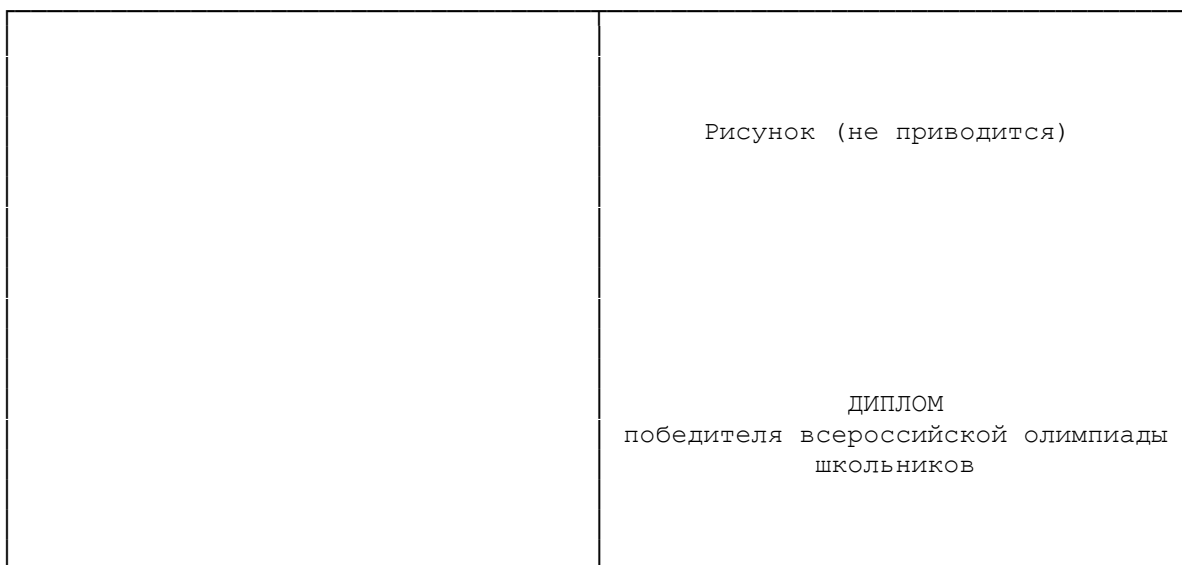 Рисунок (не приводится)
ДИПЛОМ
победителя всероссийской олимпиады
школьников